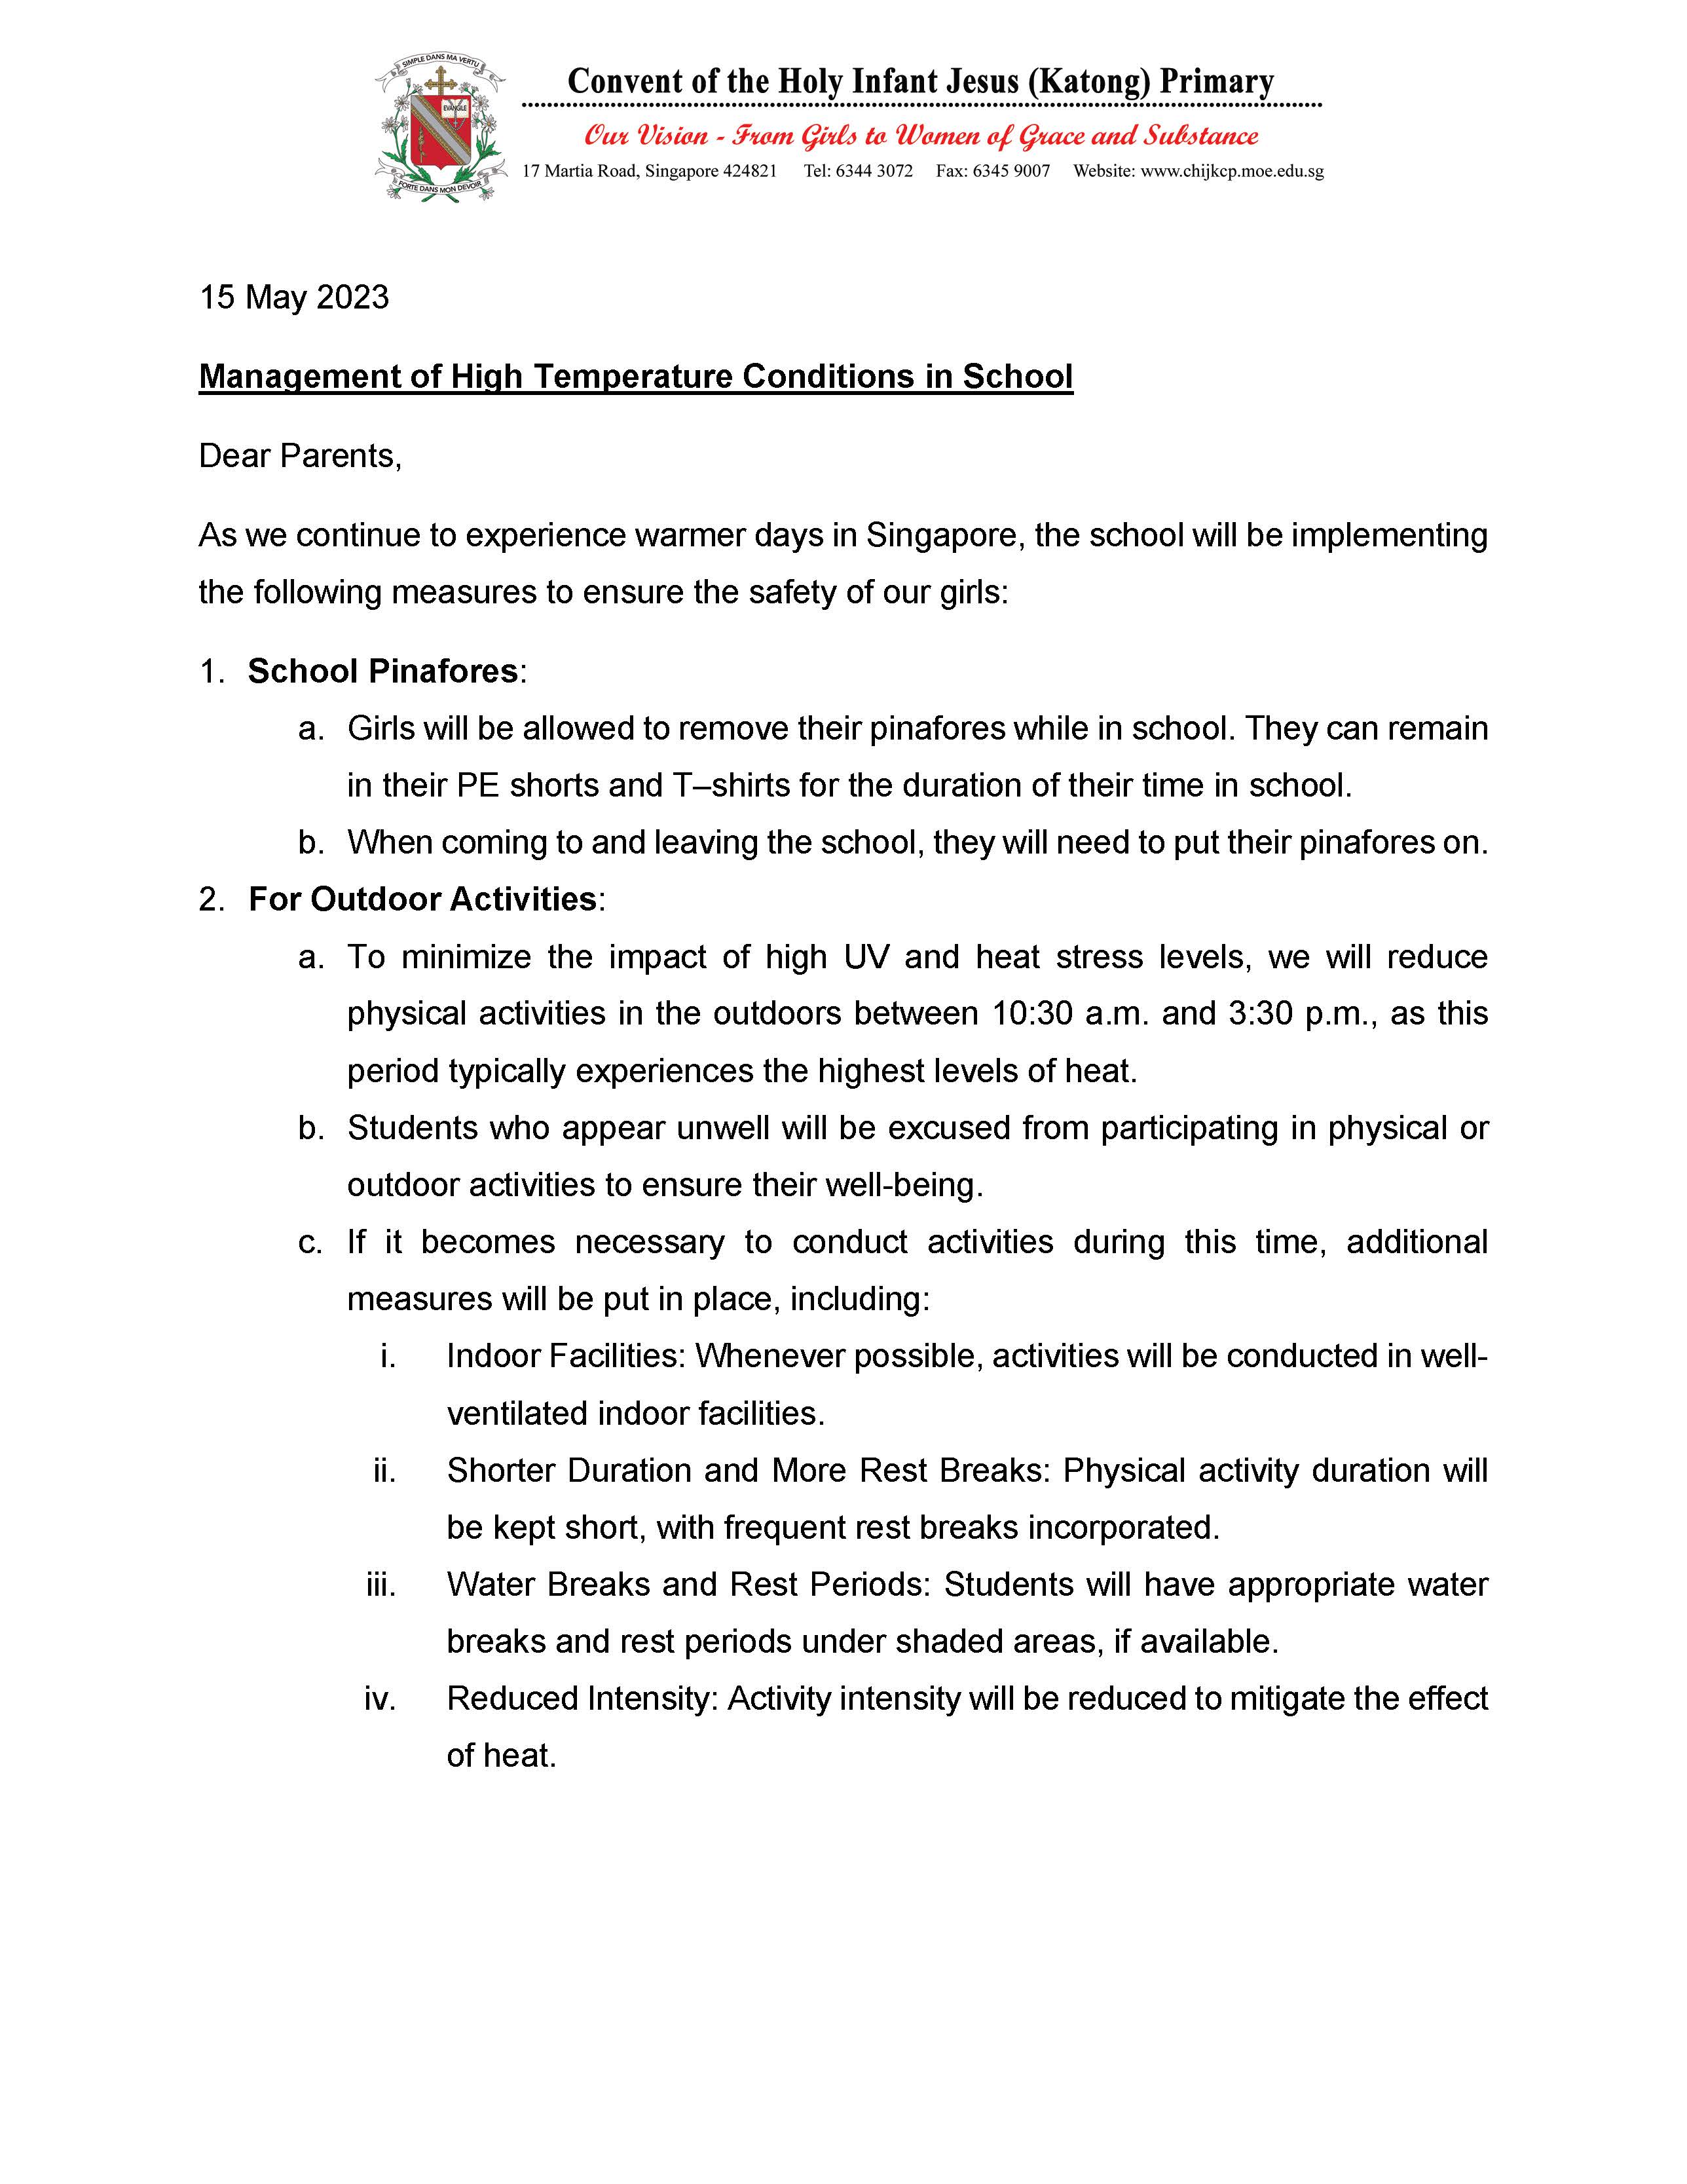 SIMPLE DANS MA VERTU
EVANGILE
FORTE DANS MON DEVOIR
Convent of the Holy Infant Jesus (Katong) Primary
Our Vision - From Girls to Women of Grace and Substance
17 Martia Road, Singapore 424821 Tel: 6344 3072 Fax: 6345 9007 Website: www.chijkcp.moe.edu.sg
15 May 2023
Management of High Temperature Conditions in School
Dear Parents,
As we continue to experience warmer days in Singapore, the school will be implementing
the following measures to ensure the safety of our girls:
1. School Pinafores:
a. Girls will be allowed to remove their pinafores while in school. They can remain
in their PE shorts and T–shirts for the duration of their time in school.
b. When coming to and leaving the school, they will need to put their pinafores on.
2. For Outdoor Activities:
a. To minimize the impact of high UV and heat stress levels, we will reduce
physical activities in the outdoors between 10:30 a.m. and 3:30 p.m., as this
period typically experiences the highest levels of heat.
b. Students who appear unwell will be excused from participating in physical or
outdoor activities to ensure their well-being.
c. If it becomes necessary to conduct activities during this time, additional
measures will be put in place, including:
i. Indoor Facilities: Whenever possible, activities will be conducted in well-
ventilated indoor facilities.
ii. Shorter Duration and More Rest Breaks: Physical activity duration will
be kept short, with frequent rest breaks incorporated.
iii. Water Breaks and Rest Periods: Students will have appropriate water
breaks and rest periods under shaded areas, if available.
iv. Reduced Intensity: Activity intensity will be reduced to mitigate the effect
of heat.